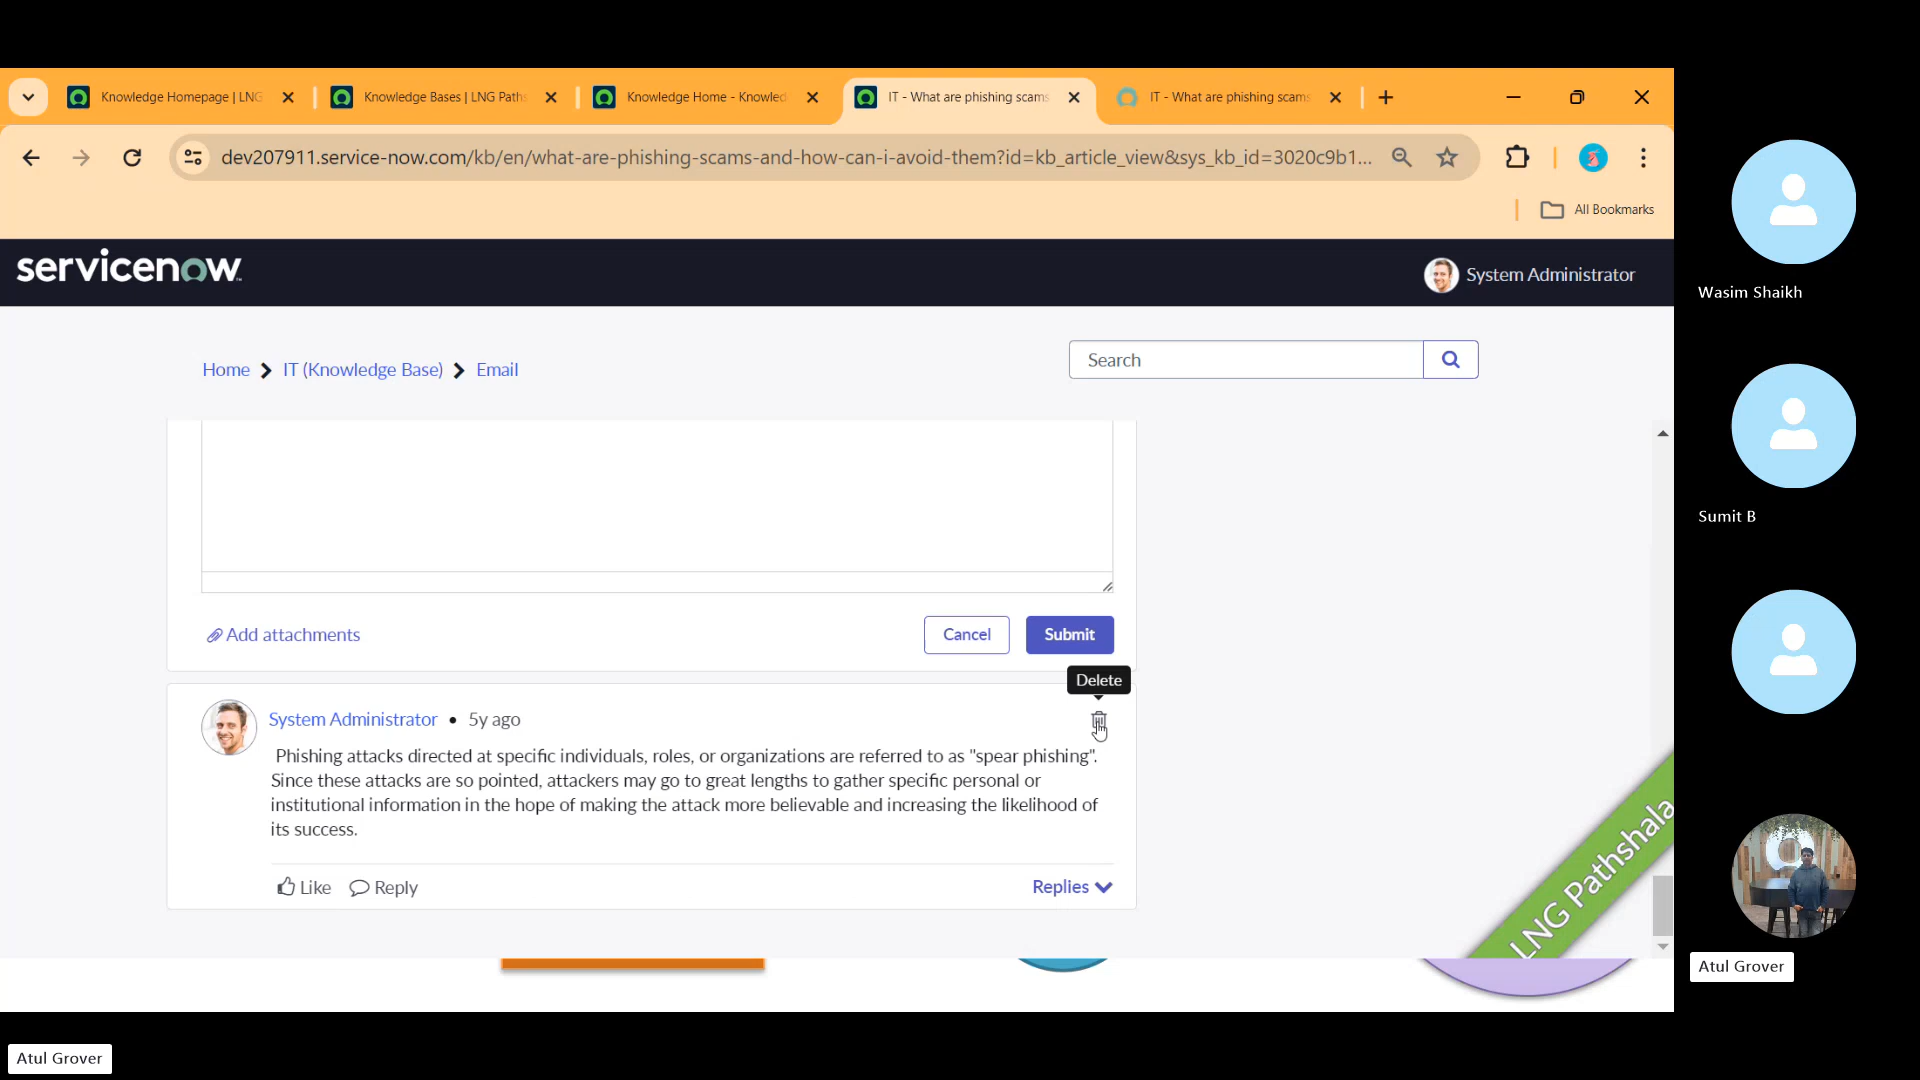 Knowledge Homepage | LNG
Knowledge Bases | LNG Paths
Knowledge Home - Knowled
IT - What are phishing scams
IT - What are phishing scams
dev207911.service-now.com/kb/en/what-are-phishing-scams-and-how-can-i-avoid-them?id=kb_article_view&sys_kb_id=3020c9b1...
All Bookmarks
servicenow
System Administrator
Home > IT (Knowledge Base) > Email
Search
Add attachments
Cancel
Submit
Delete
System Administrator • 5y ago
Phishing attacks directed at specific individuals, roles, or organizations are referred to as "spear phishing".
Since these attacks are so pointed, attackers may go to great lengths to gather specific personal or
institutional information in the hope of making the attack more believable and increasing the likelihood of
its success.
Like
Reply
Replies
LNG Pathshala
Wasim Shaikh
Sumit B
Atul Grover
Atul Grover